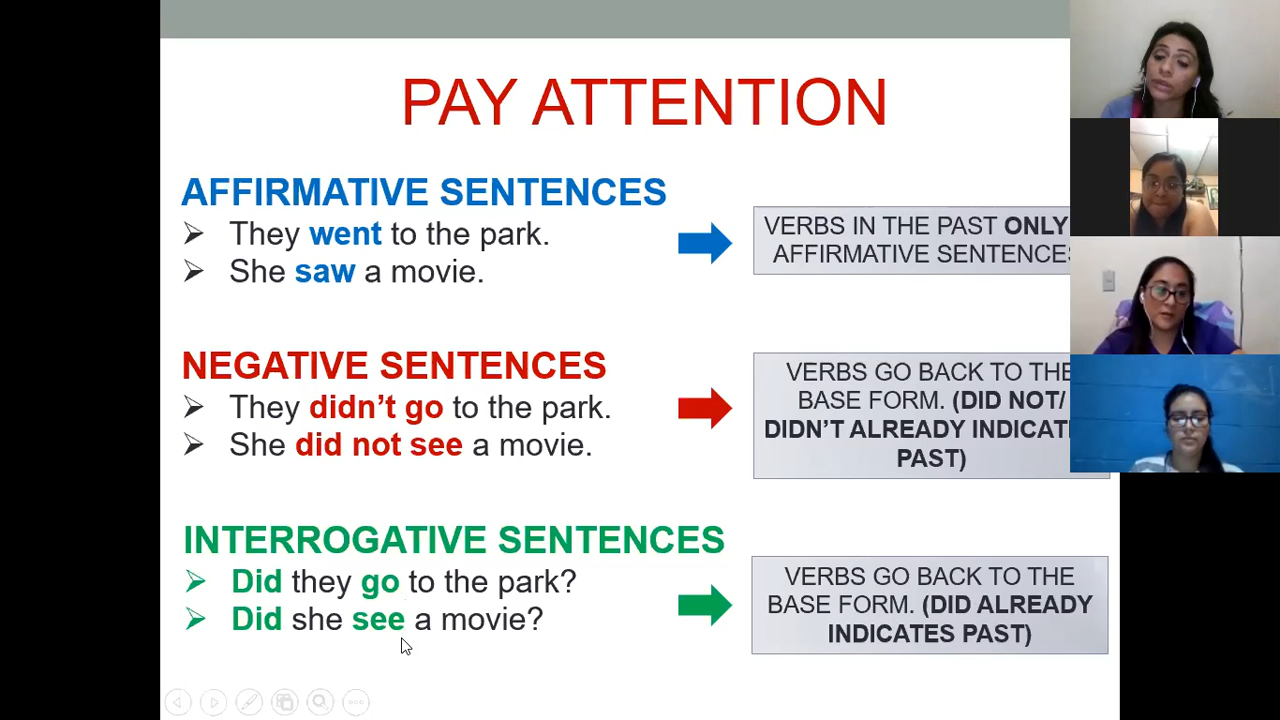 PAY ATTENTION
AFFIRMATIVE SENTENCES
➢ They went to the park.
➢ She saw a movie.
VERBS IN THE PAST ONLY
AFFIRMATIVE SENTENCES
NEGATIVE SENTENCES
➢ They didn’t go to the park.
➢ She did not see a movie.
VERBS GO BACK TO THE
BASE FORM. (DID NOT/
DIDN’T ALREADY
PAST)
INTERROGATIVE SENTENCES
➢ Did they go to the park?
➢ Did she see a movie?
VERBS GO BACK TO THE
BASE FORM. (DID ALREADY
INDICATES PAST)